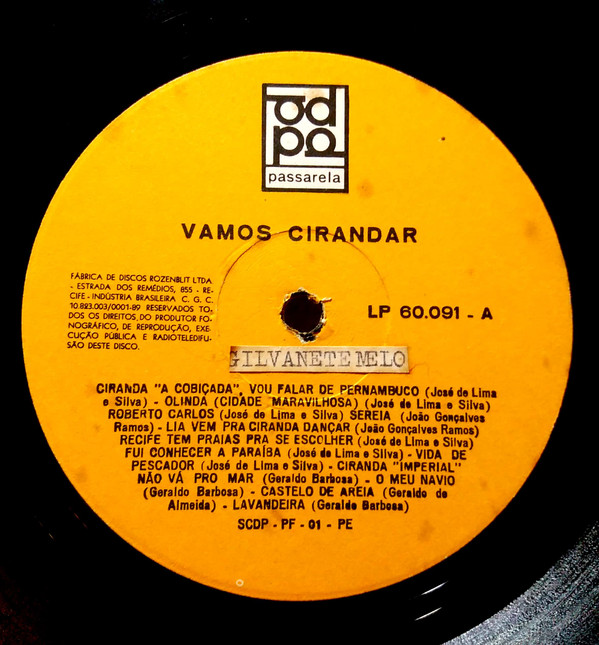 passarela
VAMOS CIRANDAR
FÁBRICA DE DISCOS ROZENBLIT LTDA
- ESTRADA DOS REMÉDIOS, 855 - RE-
CIFE - INDÚSTRIA BRASILEIRA C. G. C.
10.823.003/0001-89 RESERVADOS TO-
DOS OS DIREITOS, DO PRODUTOR FO-
NOGRÁFICO, DE REPRODUÇÃO, EXE-
CUÇÃO PÚBLICA E RADIOTELEDIFU-
SÃO DESTE DISCO.
LP 60.091 - A
GILVANETE MELO
CIRANDA "A COBIÇADA", VOU FALAR DE PERNAMBUCO (José de Lima
e Silva) - OLINDA (CIDADE MARAVILHOSA) (José de Lima e Silva)
ROBERTO CARLOS (José de Lima e Silva) SEREIA (João Gonçalves
Ramos) - LIA VEM PRA CIRANDA DANÇAR (João Gonçalves Ramos)
RECIFE TEM PRAIAS PRA SE ESCOLHER (José de Lima e Silva)
FUI CONHECER A PARAÍBA (José de Lima e Silva) - VIDA DE
PESCADOR (José de Lima e Silva) - CIRANDA "IMPERIAL"
NÃO VÁ PRO MAR (Geraldo Barbosa) - O MEU NAVIO
(Geraldo Barbosa) - CASTELO DE AREIA (Geraldo de
Almeida) - LAVANDEIRA (Geraldo Barbosa)
SCDP - PF - 01 - PE